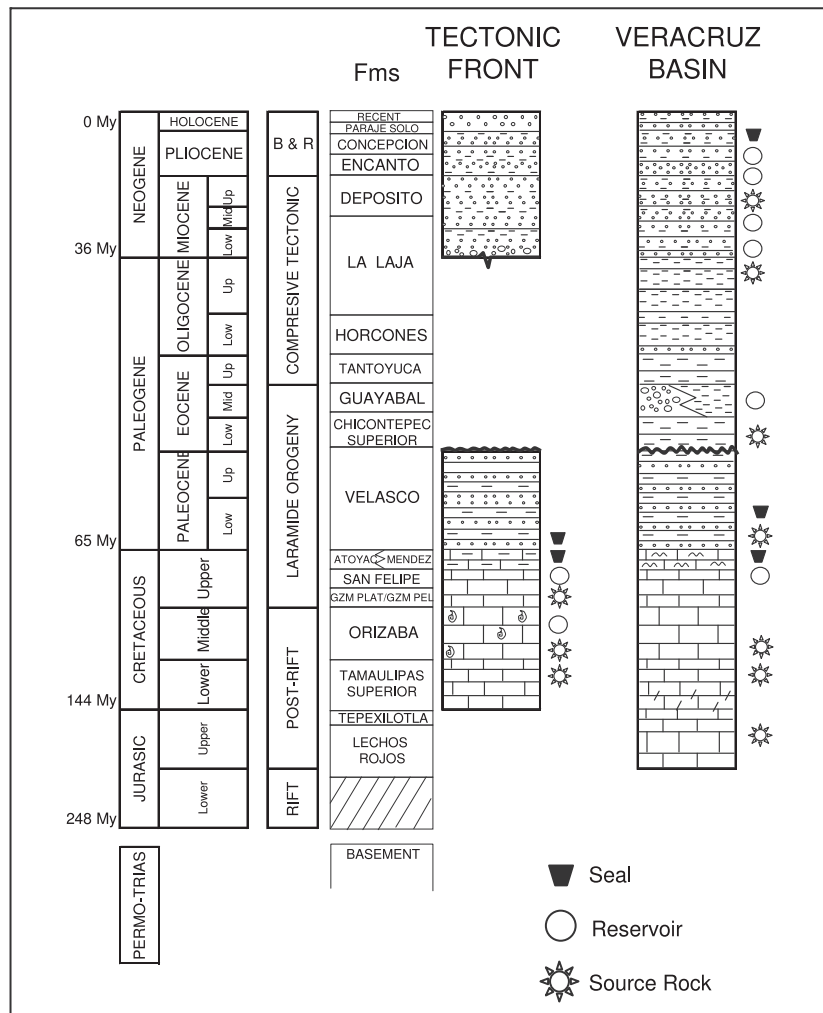 TECTONIC
FRONT
VERACRUZ
BASIN
Fms
0 My
36 My
65 My
144 My
248 My
NEOGENE
PALEOGENE
CRETACEOUS
JURASIC
PERMO-TRIAS
HOLOCENE
PLIOCENE
MIOCENE
Up
Mid
Low
OLIGOCENE
Up
Low
EOCENE
Up
Mid
Low
PALEOCENE
Up
Low
Upper
Middle
Lower
Upper
Lower
B & R
COMPRESIVE TECTONIC
LARAMIDE OROGENY
POST-RIFT
RIFT
RECENT
PARAJE SOLO
CONCEPCION
ENCANTO
DEPOSITO
LA LAJA
HORCONES
TANTOYUCA
GUAYABAL
CHICONTEPEC
SUPERIOR
VELASCO
ATOYAC MENDEZ
SAN FELIPE
GZM PLAT/GZM PEL
ORIZABA
TAMAULIPAS
SUPERIOR
TEPEXILOTLA
LECHOS
ROJOS
BASEMENT
Seal
Reservoir
Source Rock